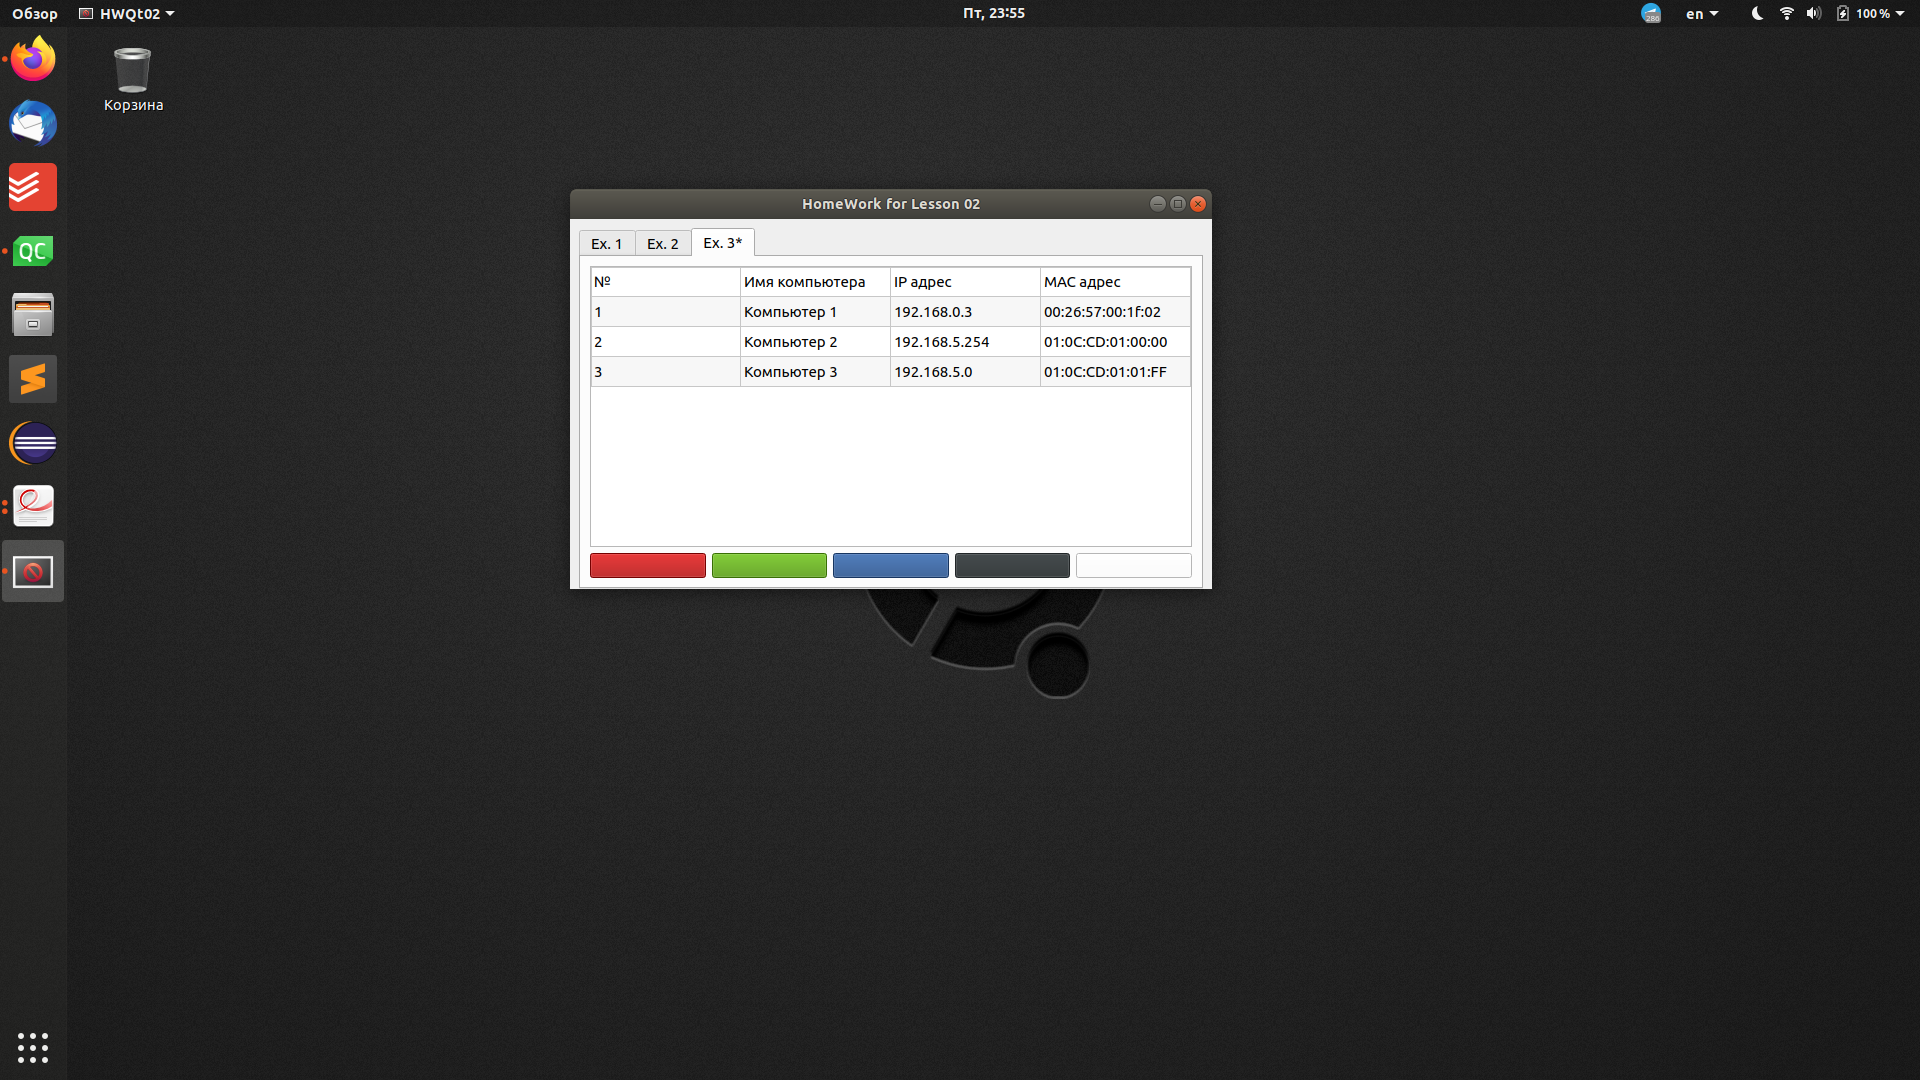 Обзор HWQt02 Пт, 23:55 286 en 100 %
Корзина
QC
HomeWork for Lesson 02
Ex. 1 Ex. 2 Ex. 3*
№ Имя компьютера IP адрес MAC адрес
1 Компьютер 1 192.168.0.3 00:26:57:00:1f:02
2 Компьютер 2 192.168.5.254 01:0C:CD:01:00:00
3 Компьютер 3 192.168.5.0 01:0C:CD:01:01:FF